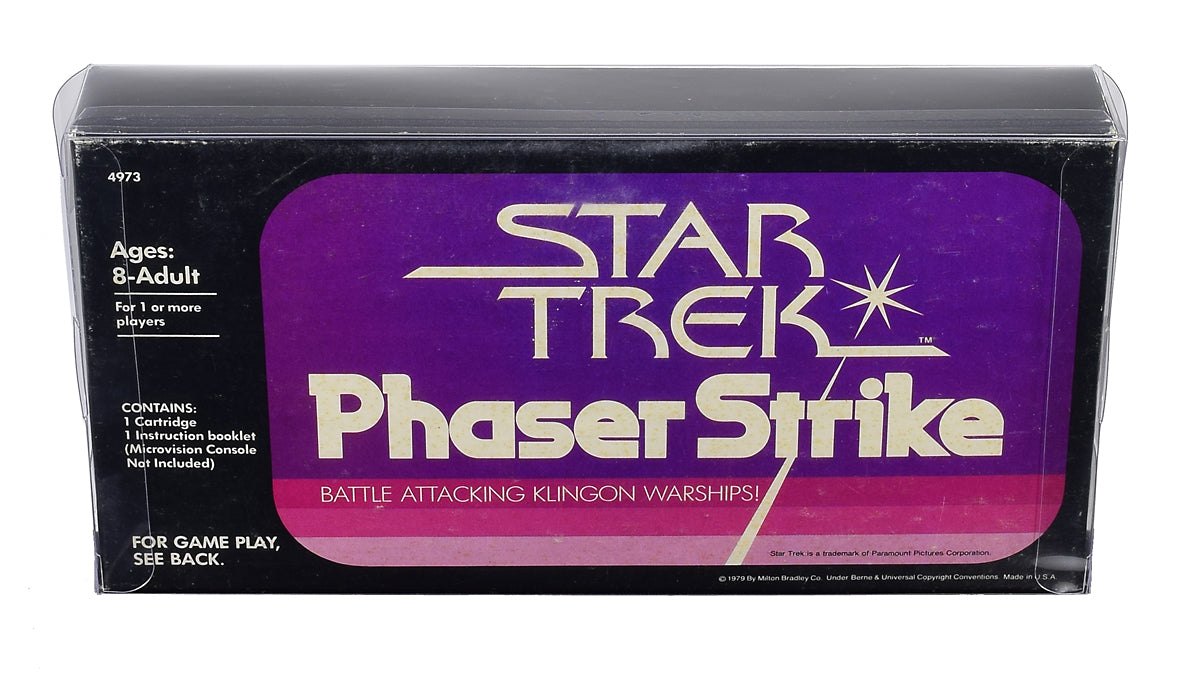 4973
Ages:
8-Adult
For 1 or more
players
CONTAINS:
1 Cartridge
1 Instruction booklet
(Microvision Console
Not Included)
FOR GAME PLAY,
SEE BACK.
STAR
TREK
TM
Phaser Strike
BATTLE ATTACKING KLINGON WARSHIPS!
Star Trek is a trademark of Paramount Pictures Corporation.
© 1979 By Milton Bradley Co. Under Berne & Universal Copyright Conventions Made in U.S.A.